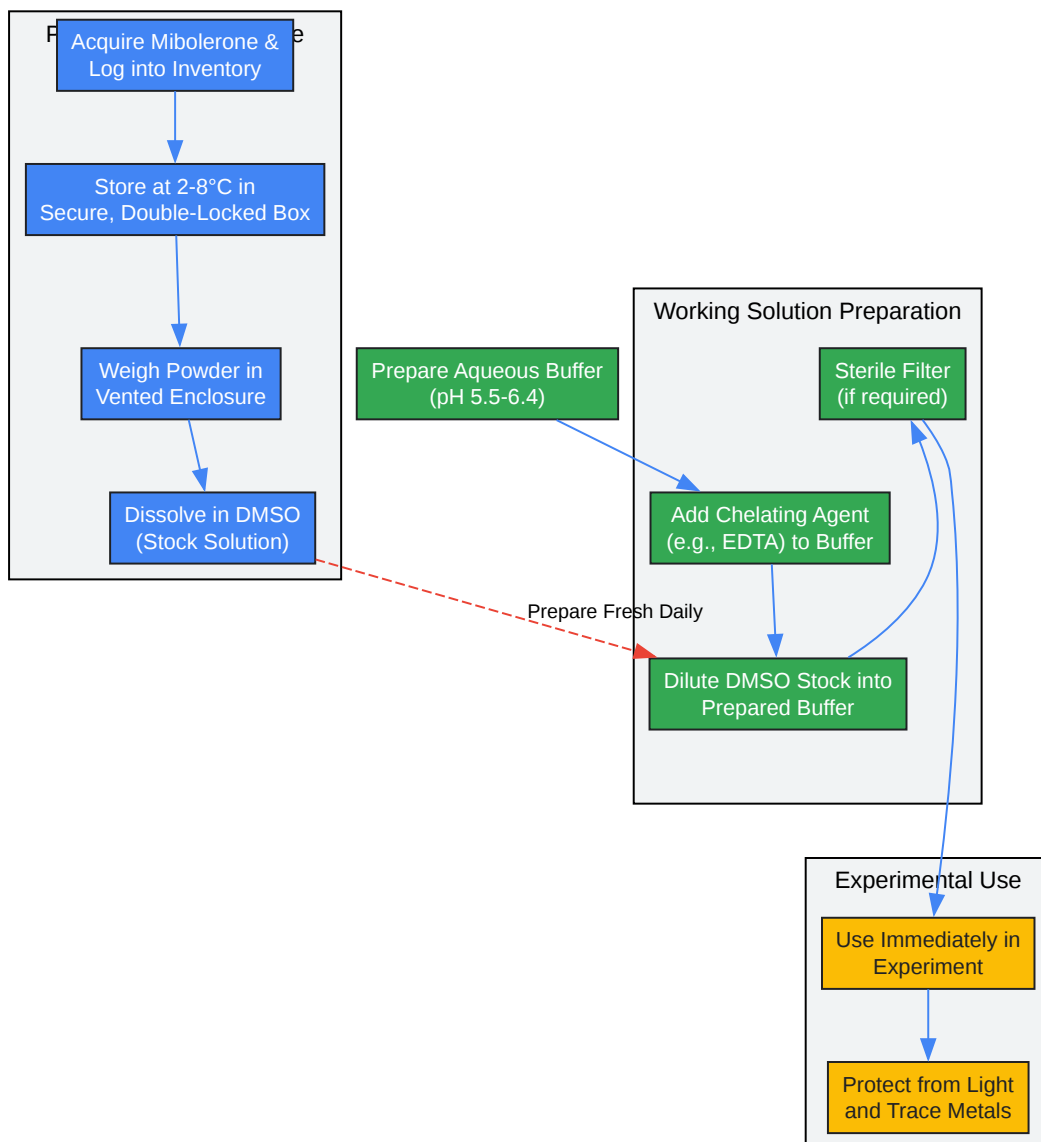 Acquire Mibolerone &
Log into Inventory
Store at 2-8°C in
Secure, Double-Locked Box
Weigh Powder in
Vented Enclosure
Dissolve in DMSO
(Stock Solution)
Prepare Aqueous Buffer
(pH 5.5-6.4)
Working Solution Preparation
Sterile Filter
(if required)
Add Chelating Agent
(e.g., EDTA) to Buffer
Prepare Fresh Daily
Dilute DMSO Stock into
Prepared Buffer
Experimental Use
Use Immediately in
Experiment
Protect from Light
and Trace Metals